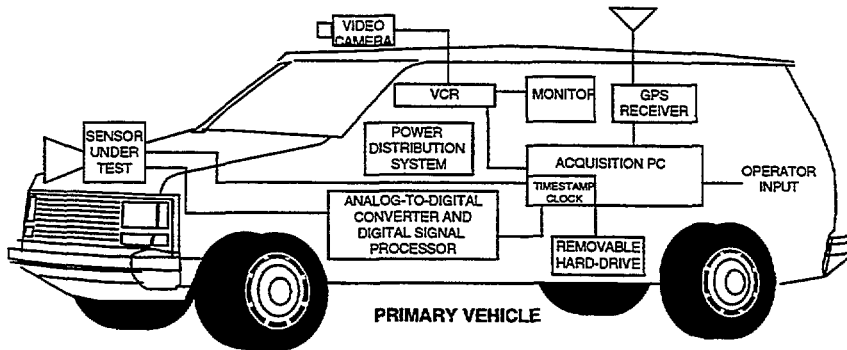 VIDEO
CAMERA
VCR
MONITOR
GPS
RECEIVER
SENSOR
UNDER
TEST
POWER
DISTRIBUTION
SYSTEM
ACQUISITION PC
TIMESTAMP
CLOCK
OPERATOR
INPUT
ANALOG-TO-DIGITAL
CONVERTER AND
DIGITAL SIGNAL
PROCESSOR
REMOVABLE
HARD-DRIVE
PRIMARY VEHICLE